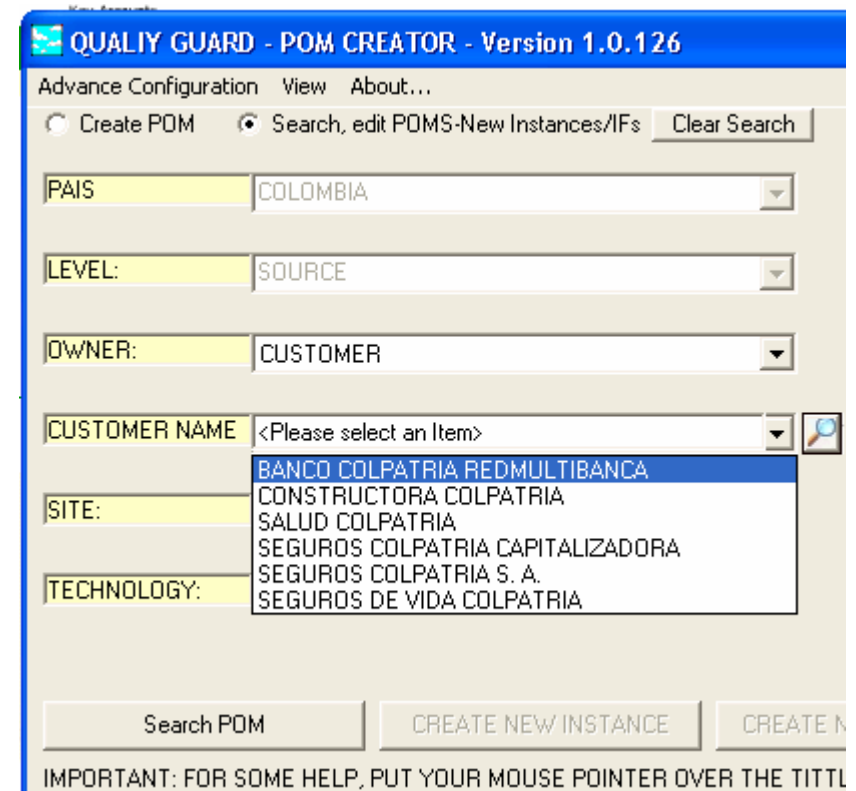 QUALIY GUARD - POM CREATOR - Version 1.0.126
Advance Configuration View About...
Create POM Search, edit POMS-New Instances/IFs Clear Search
PAIS COLOMBIA
LEVEL: SOURCE
OWNER: CUSTOMER
CUSTOMER NAME <Please select an Item>
BANCO COLPATRIA REDMULTIBANCA
CONSTRUCTORA COLPATRIA
SITE:
SALUD COLPATRIA
SEGUROS COLPATRIA CAPITALIZADORA
SEGUROS COLPATRIA S. A.
TECHNOLOGY:
SEGUROS DE VIDA COLPATRIA
Search POM CREATE NEW INSTANCE CREATE
IMPORTANT: FOR SOME HELP, PUT YOUR MOUSE POINTER OVER THE